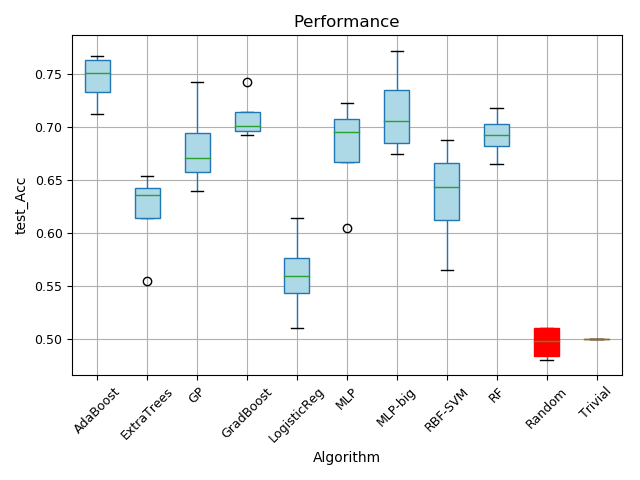 Performance
test_Acc
0.75
0.70
0.65
0.60
0.55
0.50
AdaBoost
ExtraTrees
GP
GradBoost
LogisticReg
MLP
MLP-big
RBF-SVM
RF
Random
Trivial
Algorithm